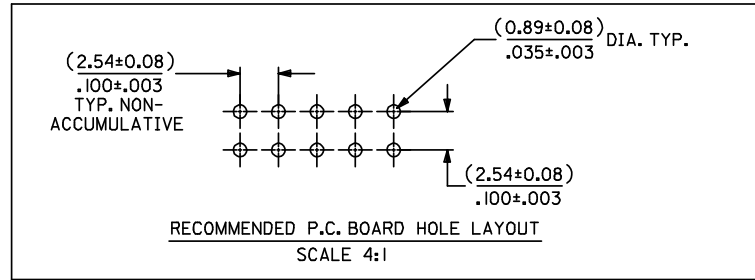 (2.54±0.08)
.100±.003
TYP. NON-
ACCUMULATIVE
(0.89±0.08) DIA. TYP.
.035±.003
(2.54±0.08)
.100±.003
RECOMMENDED P.C. BOARD HOLE LAYOUT
SCALE 4:1